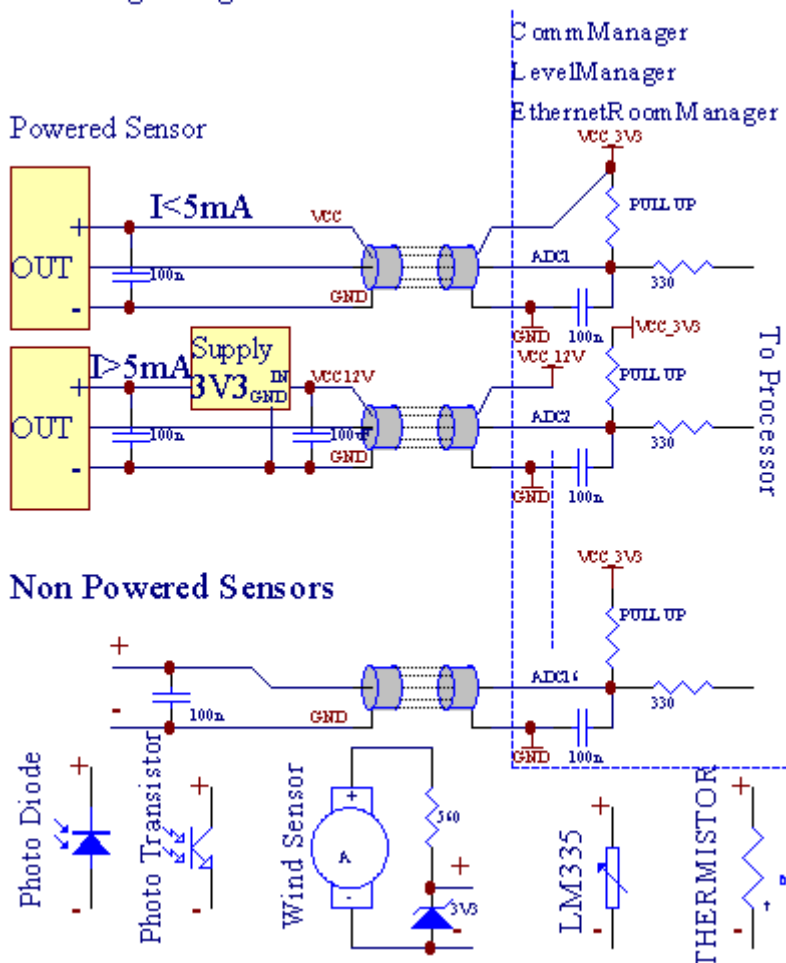 CommManager
LevelManager
EthernetRoomManager
Powered Sensor
VCC_3V3
I<5mA
VCC
PULL UP
+
OUT
-
100n
ADC1
330
GND
GND
100n
VCC_3V3
I>5mA
Supply
3V3
IN
GND
VCC12V
VCC_12V
PULL UP
+
OUT
-
100n
ADC2
330
GND
GND
100n
To Processor
Non Powered Sensors
VCC_3V3
PULL UP
+
-
100n
ADC16
330
GND
GND
100n
Photo Diode
+
-
Photo Transistor
+
-
Wind Sensor
+
A
-
560
+
3V3
-
LM335
+
-
THERMISTOR
+
t
-